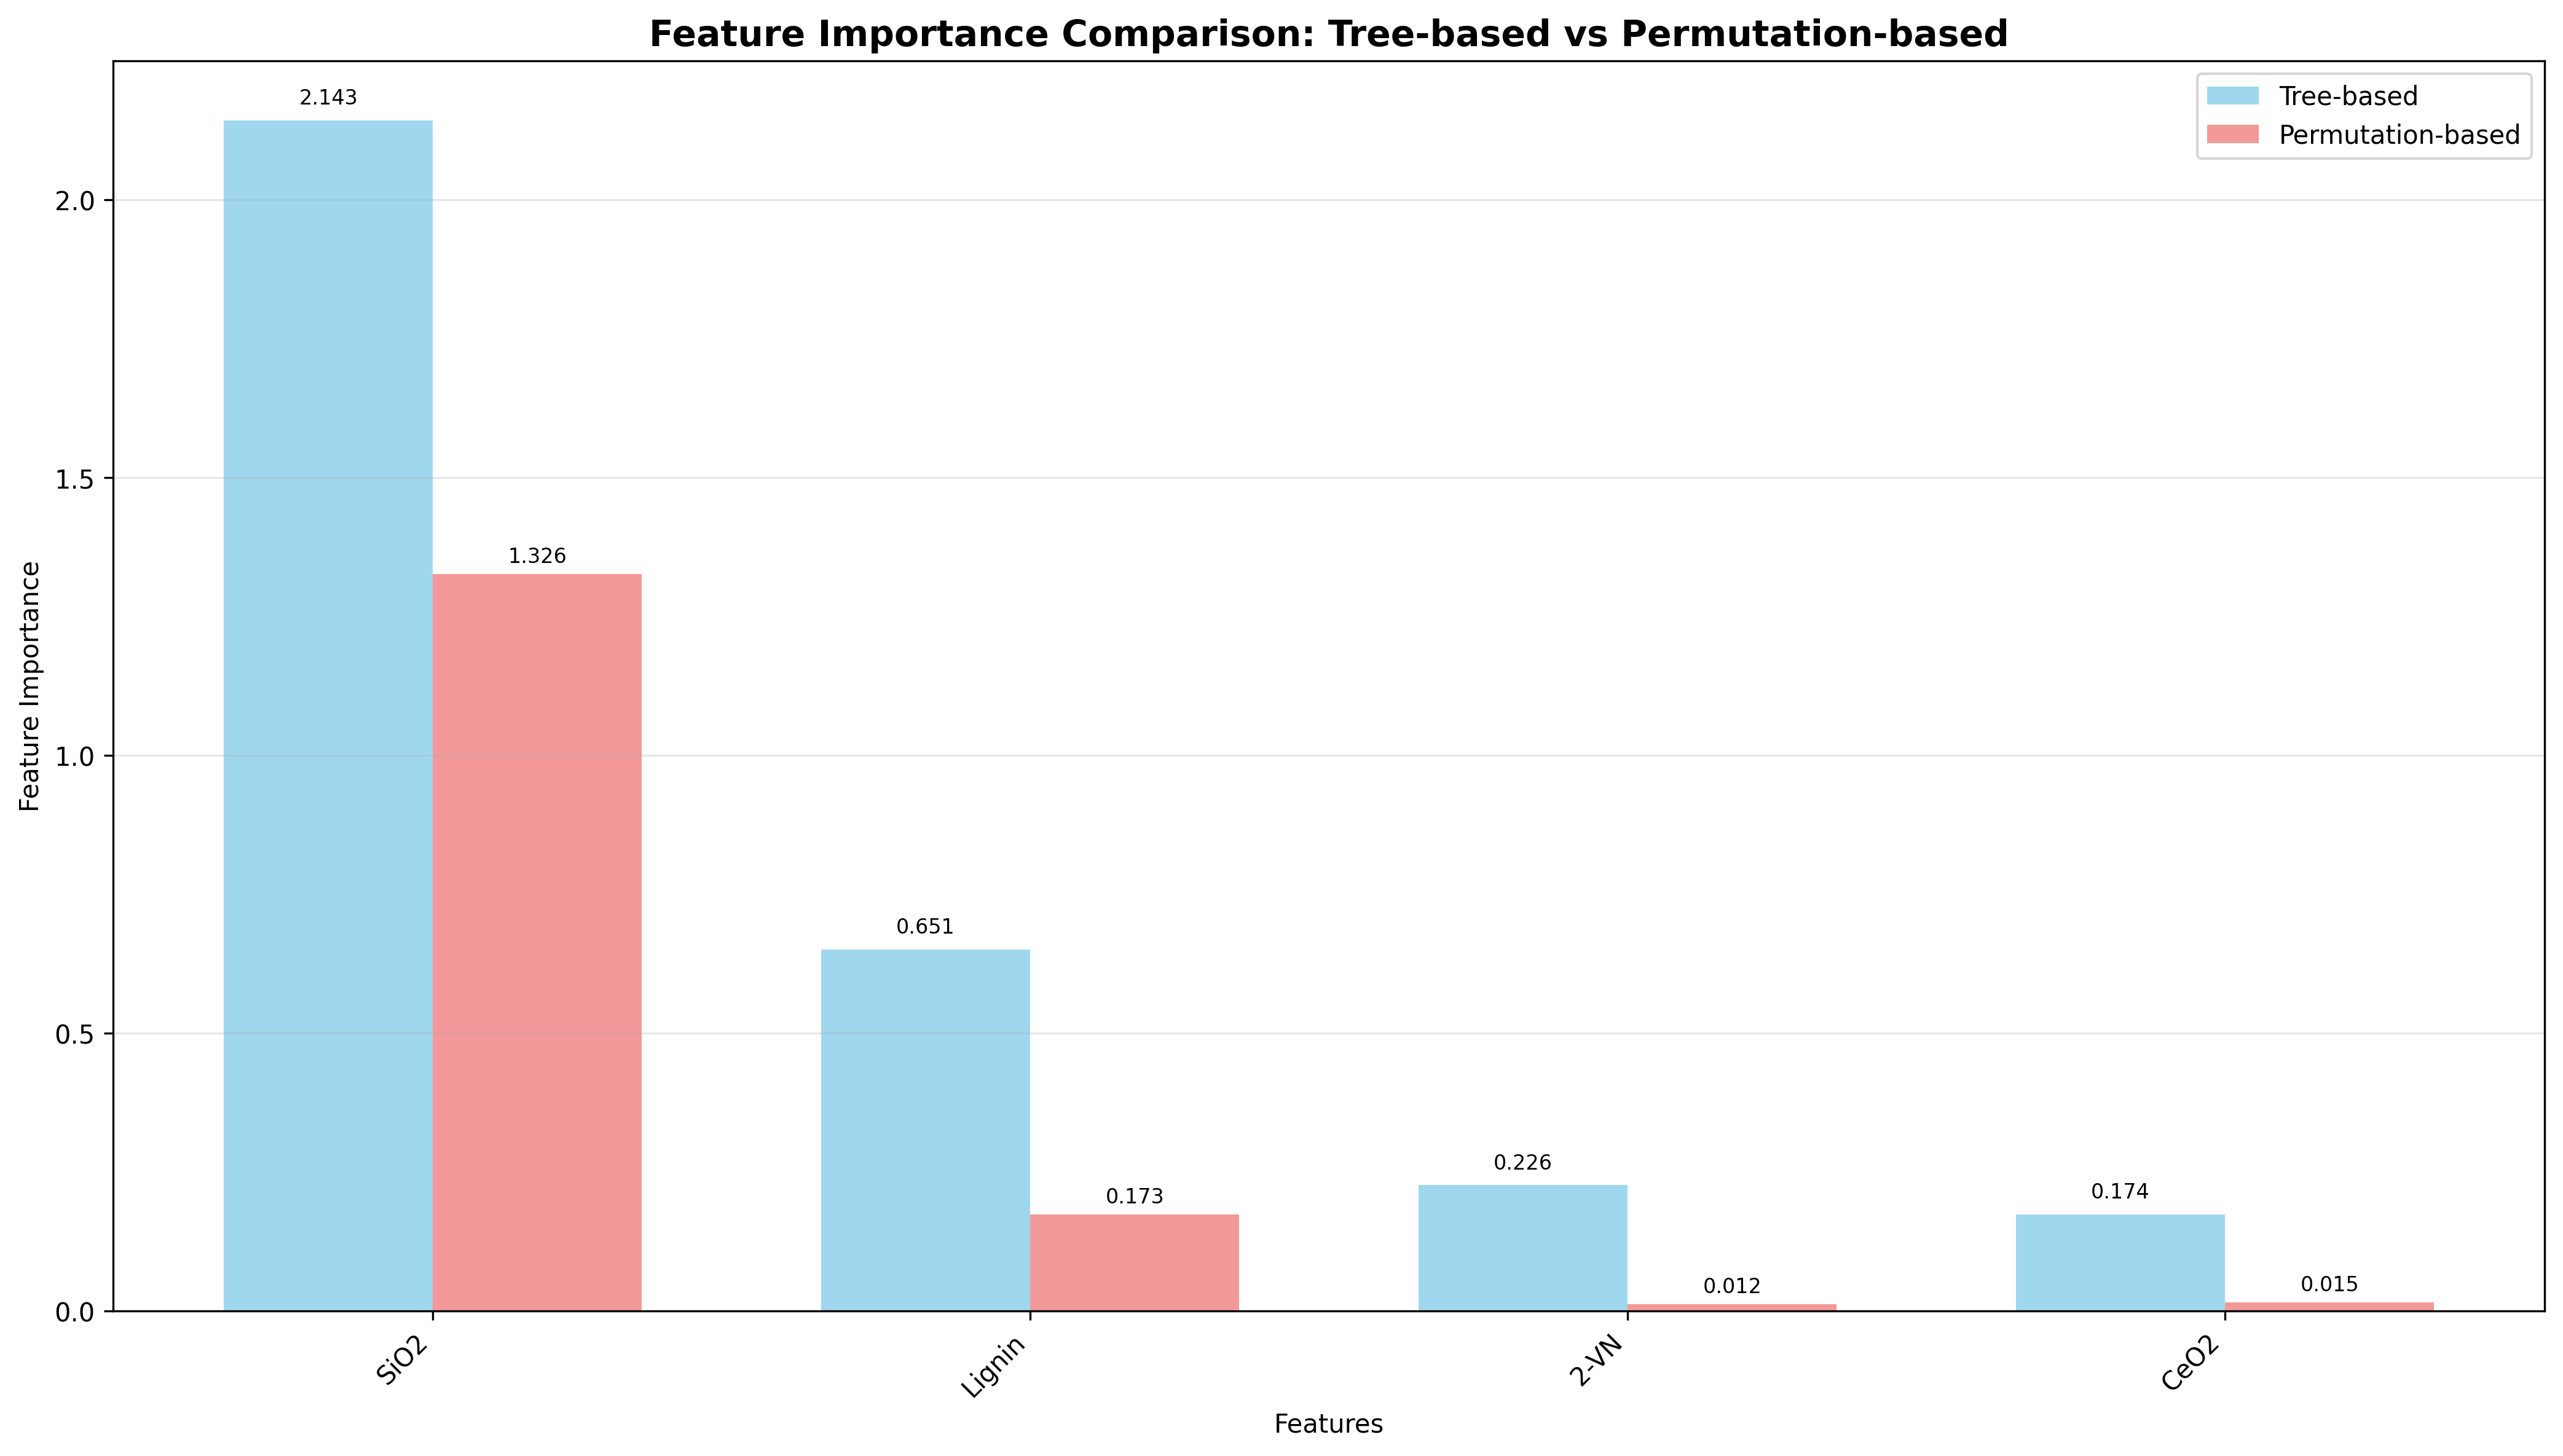 Feature Importance Comparison: Tree-based vs Permutation-based
Tree-based
Permutation-based
2.143
1.326
0.651
0.173
0.226
0.012
0.174
0.015
Feature Importance
2.0
1.5
1.0
0.5
0.0
SiO2
Lignin
2-VN
CeO2
Features